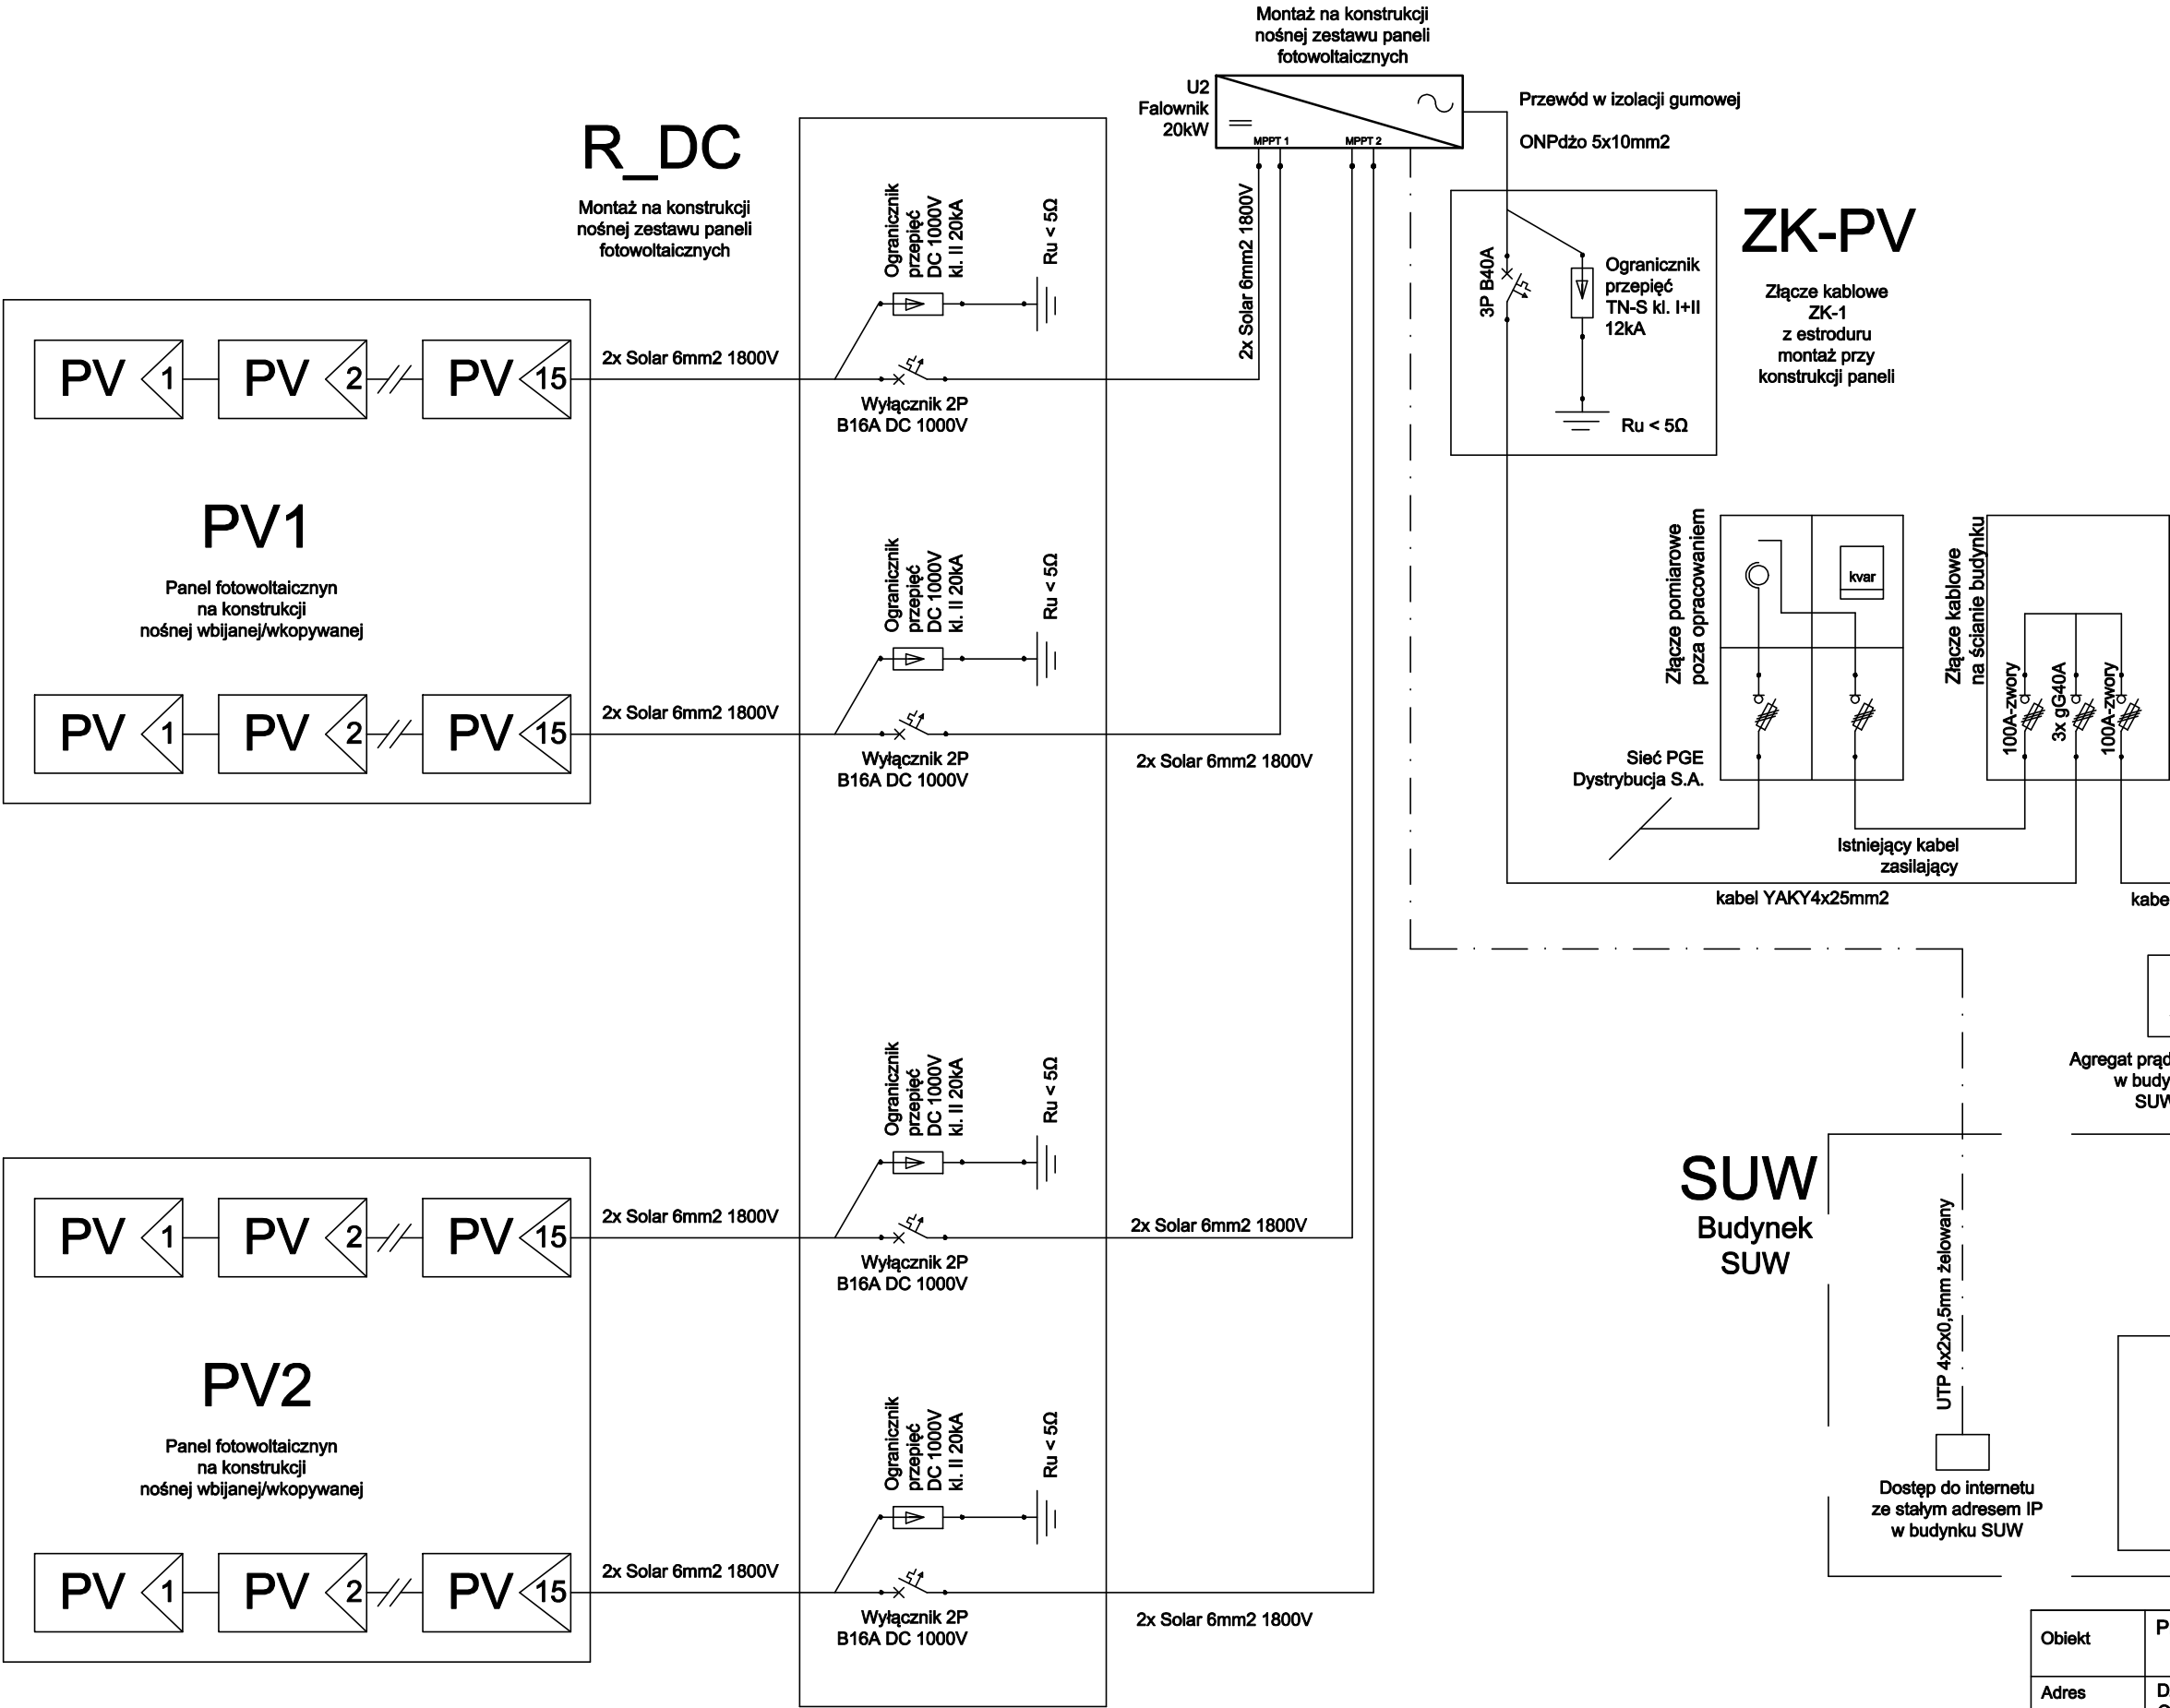 Montaż na konstrukcji
nośnej zestawu paneli
fotowoltaicznych
U2
Falownik
20kW
MPPT 1
MPPT 2
Przewód w izolacji gumowej
ONPdżo 5x10mm2
R_DC
Montaż na konstrukcji
nośnej zestawu paneli
fotowoltaicznych
ZK-PV
Złącze kablowe
ZK-1
z estroduru
montaż przy
konstrukcji paneli
3P B40A
Ogranicznik
przepięć
TN-S kl. I+II
12kA
Ru < 5Ω
2x Solar 6mm2 1800V
Ogranicznik
przepięć
DC 1000V
kl. II 20kA
Ru < 5Ω
PV 1
PV 2
PV 15
2x Solar 6mm2 1800V
Wyłącznik 2P
B16A DC 1000V
PV1
Panel fotowoltaicznyn
na konstrukcji
nośnej wbijanej/wkopywanej
Ogranicznik
przepięć
DC 1000V
kl. II 20kA
Ru < 5Ω
PV 1
PV 2
PV 15
2x Solar 6mm2 1800V
Wyłącznik 2P
B16A DC 1000V
2x Solar 6mm2 1800V
Złącze pomiarowe
poza opracowaniem
kvar
Złącze kablowe
na ścianie budynku
100A-zwory
3x gG40A
100A-zwory
Sieć PGE
Dystrybucja S.A.
Istniejący kabel
zasilający
kabel YAKY4x25mm2
kabe
Agregat prąd
w budy
SUW
Ogranicznik
przepięć
DC 1000V
kl. II 20kA
Ru < 5Ω
PV 1
PV 2
PV 15
2x Solar 6mm2 1800V
Wyłącznik 2P
B16A DC 1000V
2x Solar 6mm2 1800V
SUW
Budynek
SUW
UTP 4x2x0,5mm żelowany
Dostęp do internetu
ze stałym adresem IP
w budynku SUW
PV2
Panel fotowoltaicznyn
na konstrukcji
nośnej wbijanej/wkopywanej
Ogranicznik
przepięć
DC 1000V
kl. II 20kA
Ru < 5Ω
PV 1
PV 2
PV 15
2x Solar 6mm2 1800V
Wyłącznik 2P
B16A DC 1000V
2x Solar 6mm2 1800V
Obiekt
P
Adres
D